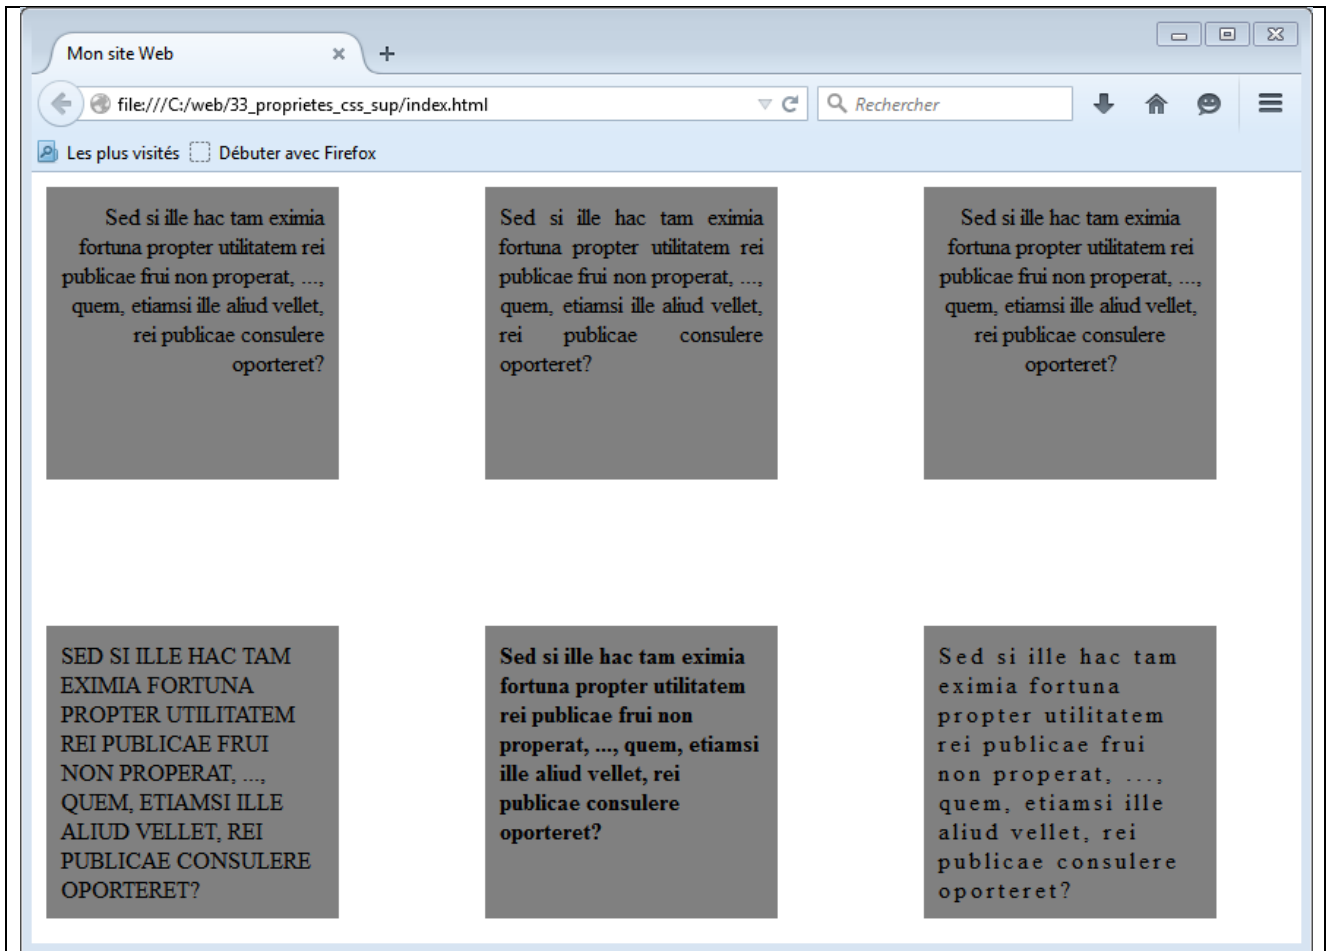 Mon site Web
file:///C:/web/33_proprietes_css_sup/index.html
Rechercher
Les plus visités
Débuter avec Firefox
Sed si ille hac tam eximia
fortuna propter utilitatem rei
publicae frui non properat, ...,
quem, etiamsi ille aliud vellet,
rei publicae consulere
oporteret?
Sed si ille hac tam eximia
fortuna propter utilitatem rei
publicae frui non properat, ...,
quem, etiamsi ille aliud vellet,
rei publicae consulere
oporteret?
Sed si ille hac tam eximia
fortuna propter utilitatem rei
publicae frui non properat, ...,
quem, etiamsi ille aliud vellet,
rei publicae consulere
oporteret?
SED SI ILLE HAC TAM
EXIMIA FORTUNA
PROPTER UTILITATEM
REI PUBLICAE FRUI
NON PROPERAT, ...,
QUEM, ETIAMSI ILLE
ALIUD VELLET, REI
PUBLICAE CONSULERE
OPORTERET?
Sed si ille hac tam eximia
fortuna propter utilitatem
rei publicae frui non
properat, ..., quem, etiamsi
ille aliud vellet, rei
publicae consulere
oporteret?
Sed si ille hac tam
eximia fortuna
propter utilitatem
rei publicae frui
non properat, ...,
quem, etiamsi ille
aliud vellet, rei
publicae consulere
oporteret?